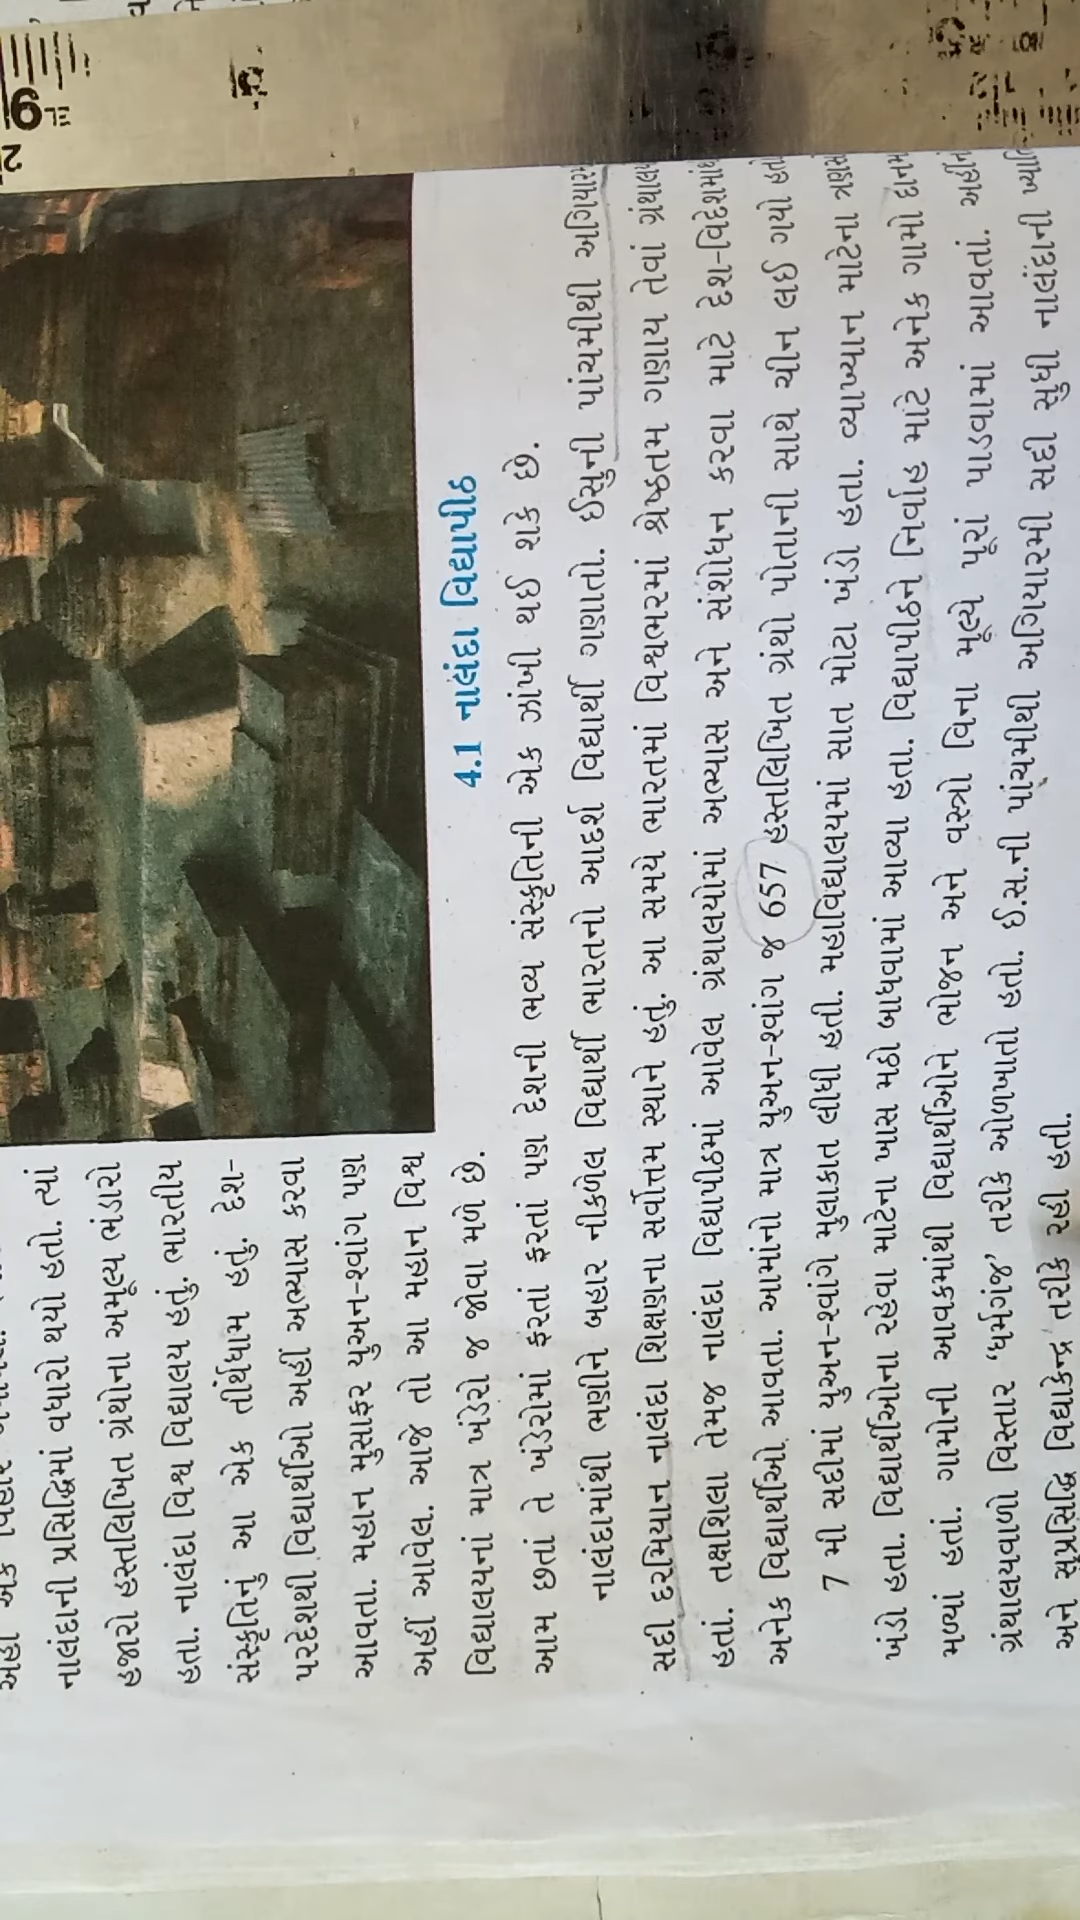 નાલંદાની પ્રસિદ્ધિમાં વધારો થયો હતો. ત્યાં
હજારો હસ્તલિખિત ગ્રંથોના અમૂલ્ય ભંડારો
હતા. નાલંદા વિશ્વ વિદ્યાલય હતું. ભારતીય
સંસ્કૃતિનું આ એક તીર્થધામ હતું. દેશ-
પરદેશથી વિદ્યાર્થીઓ અહીં અભ્યાસ કરવા
આવતા. મહાન મુસાફર યુઅન-શ્વાંગ પણ
અહીં આવેલ. આજે તો આ મહાન વિશ્વ
વિદ્યાલયનાં માત્ર ખંડેરો જ જોવા મળે છે.
4.1 નાલંદા વિદ્યાપીઠ
આમ છતાં તે ખંડેરોમાં ફરતાં ફરતાં પણ દેશની ભવ્ય સંસ્કૃતિની એક ઝાંખી થઈ શકે છે.
નાલંદામાંથી ભણીને બહાર નીકળેલ વિદ્યાર્થી ભારતનો આદર્શ વિદ્યાર્થી ગણાતો. ઈસુની પાંચમીથી અગિયારમી
સદી દરમિયાન નાલંદા શિક્ષણના સર્વોત્તમ સ્થાને હતું. આ સમયે ભારતમાં વિશ્વભરમાં શ્રેષ્ઠતમ ગણાય તેવાં ગ્રંથાલયો
હતાં. તક્ષશિલા તેમજ નાલંદા વિદ્યાપીઠમાં આવેલ ગ્રંથાલયોમાં અભ્યાસ અને સંશોધન કરવા માટે દેશ-વિદેશમાંથી
અનેક વિદ્યાર્થીઓ આવતા. આમાંનો માત્ર યુઅન-શ્વાંગ જ 657 હસ્તલિખિત ગ્રંથો પોતાની સાથે ચીન લઈ ગયો હતો
7 મી સદીમાં યુઅન-શ્વાંગે મુલાકાત લીધી હતી. મહાવિદ્યાલયમાં સાત મોટા ખંડો હતા. વ્યાખ્યાન માટેના ત્રણસો
ખંડો હતા. વિદ્યાર્થીઓના રહેવા માટેના ખાસ મઠો બાંધવામાં આવ્યા હતા. વિદ્યાપીઠને નિર્વાહ માટે અનેક ગામો દાનમાં
મળ્યાં હતાં. ગામોની આવકમાંથી વિદ્યાર્થીઓને ભોજન અને વસ્ત્રો વિના મૂલ્યે પૂરાં પાડવામાં આવતાં. અહીંનો
ગ્રંથાલયવાળો વિસ્તાર 'ધર્મગંજ' તરીકે ઓળખાતો હતો. ઈ.સ.ની પાંચમીથી અગિયારમી સદી સુધી નાલંદાની ખ્યાતિ
અને સુપ્રસિદ્ધિ વિદ્યાકેન્દ્ર તરીકે રહી હતી.